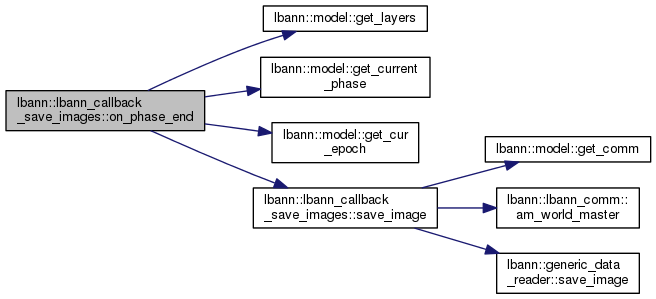 lbann::model::get_layers
lbann::model::get_current
_phase
lbann::lbann_callback
_save_images::on_phase_end
lbann::model::get_cur
_epoch
lbann::model::get_comm
lbann::lbann_callback
_save_images::save_image
lbann::lbann_comm::
am_world_master
lbann::generic_data
_reader::save_image